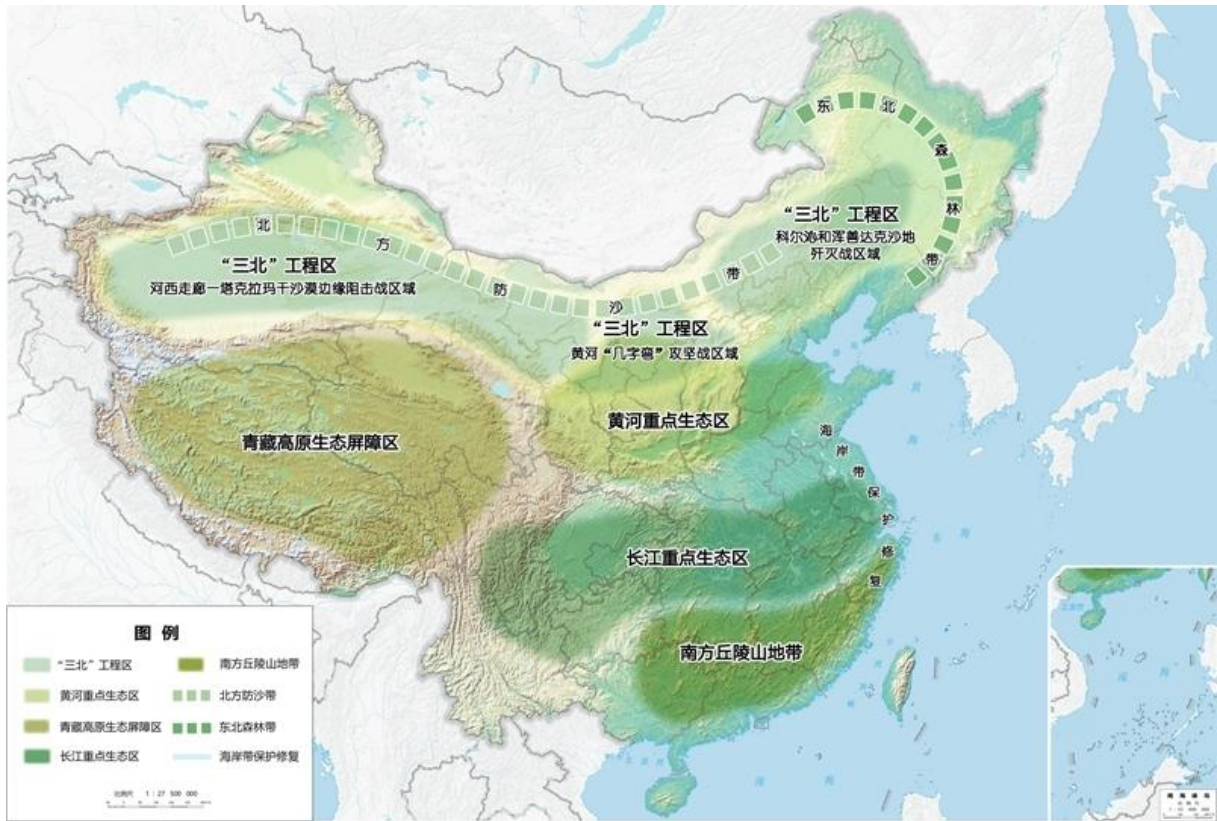 东北森林带
北方防沙带
“三北”工程区
科尔沁和浑善达克沙地
歼灭战区域
“三北”工程区
河西走廊—塔克拉玛干沙漠边缘阻击战区域
“三北”工程区
黄河“几字弯”攻坚战区域
黄河重点生态区
青藏高原生态屏障区
海岸带保护修复
长江重点生态区
南方丘陵山地带
图 例
“三北”工程区
南方丘陵山地带
黄河重点生态区
北方防沙带
青藏高原生态屏障区
东北森林带
长江重点生态区
海岸带保护修复
比例尺 1：27 500 000
南海诸岛